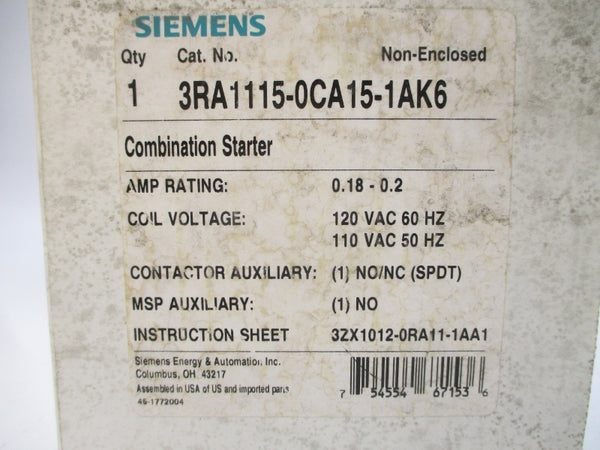 SIEMENS
Qty Cat. No. Non-Enclosed
1 3RA1115-0CA15-1AK6
Combination Starter
AMP RATING: 0.18 - 0.2
COIL VOLTAGE: 120 VAC 60 HZ
110 VAC 50 HZ
CONTACTOR AUXILIARY: (1) NO/NC (SPDT)
MSP AUXILIARY: (1) NO
INSTRUCTION SHEET 3ZX1012-0RA11-1AA1
Siemens Energy & Automation, Inc.
Columbus, OH 43217
Assembled in USA of US and imported parts
46-1772004
7 54554 67153 6